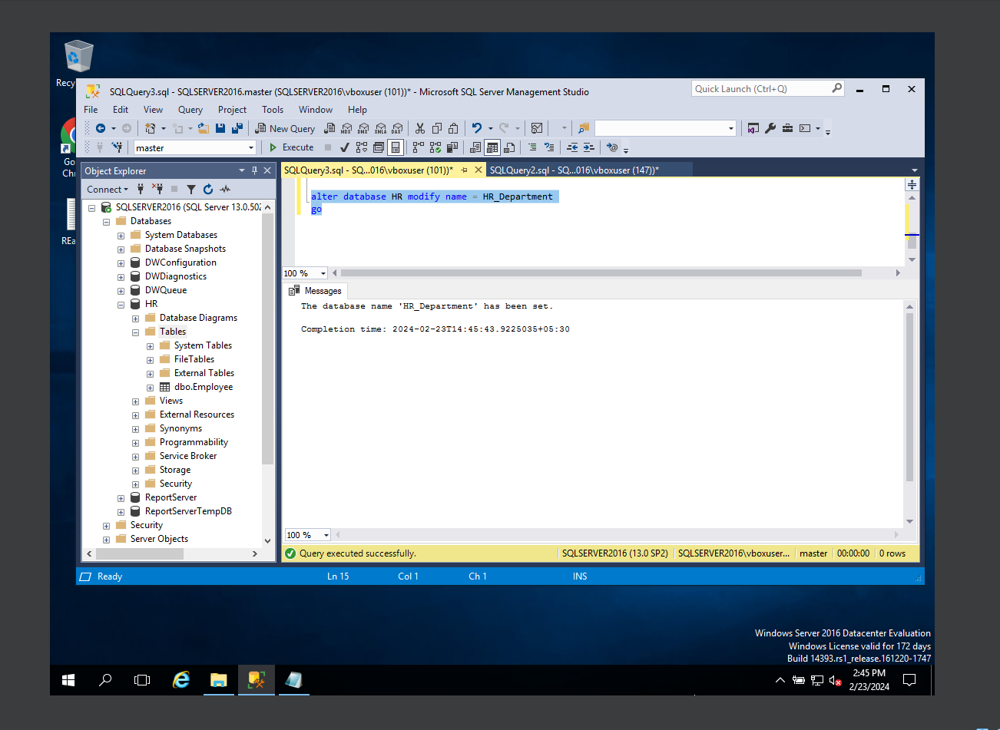 Recy
SQLQuery3.sql - SQLSERVER2016.master (SQLSERVER2016\vboxuser (101))* - Microsoft SQL Server Management Studio
Quick Launch (Ctrl+Q)
File Edit View Query Project Tools Window Help
New Query
MDX DMX XMLA DAX
master
Execute
Go
Chr
REa
Object Explorer
Connect
SQLSERVER2016 (SQL Server 13.0.502
Databases
System Databases
Database Snapshots
DWConfiguration
DWDiagnostics
DWQueue
HR
Database Diagrams
Tables
System Tables
FileTables
External Tables
dbo.Employee
Views
External Resources
Synonyms
Programmability
Service Broker
Storage
Security
ReportServer
ReportServerTempDB
Security
Server Objects
SQLQuery3.sql - SQ...016\vboxuser (101))*
SQLQuery2.sql - SQ...016\vboxuser (147))*
alter database HR modify name = HR_Department
go
100 %
Messages
The database name 'HR_Department' has been set.
Completion time: 2024-02-23T14:45:43.9225035+05:30
100 %
Query executed successfully.
SQLSERVER2016 (13.0 SP2)
SQLSERVER2016\vboxuser...
master
00:00:00
0 rows
Ready
Ln 15
Col 1
Ch 1
INS
Windows Server 2016 Datacenter Evaluation
Windows License valid for 172 days
Build 14393.rs1_release.161220-1747
2:45 PM
2/23/2024